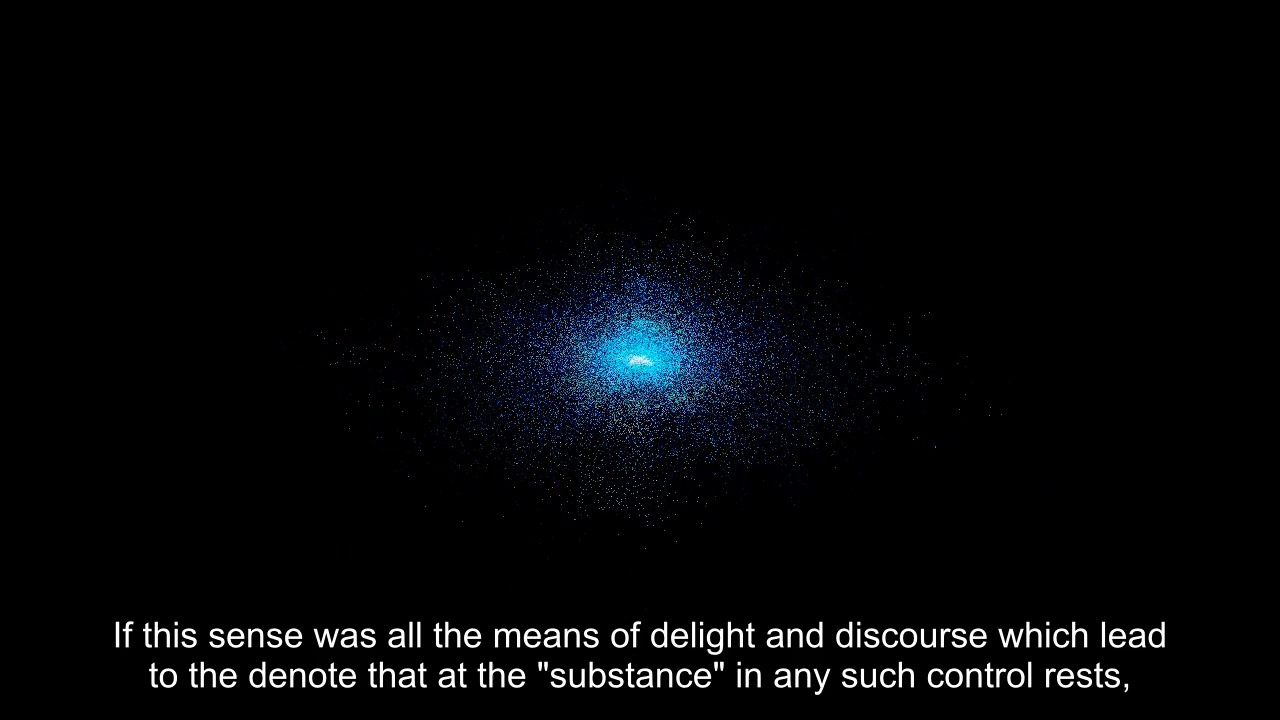 If this sense was all the means of delight and discourse which lead
to the denote that at the "substance" in any such control rests,